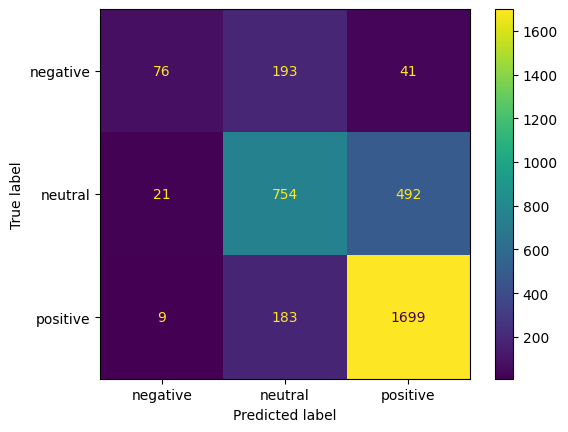 True label
negative 76 193 41
neutral 21 754 492
positive 9 183 1699
negative neutral positive
Predicted label
1600
1400
1200
1000
800
600
400
200